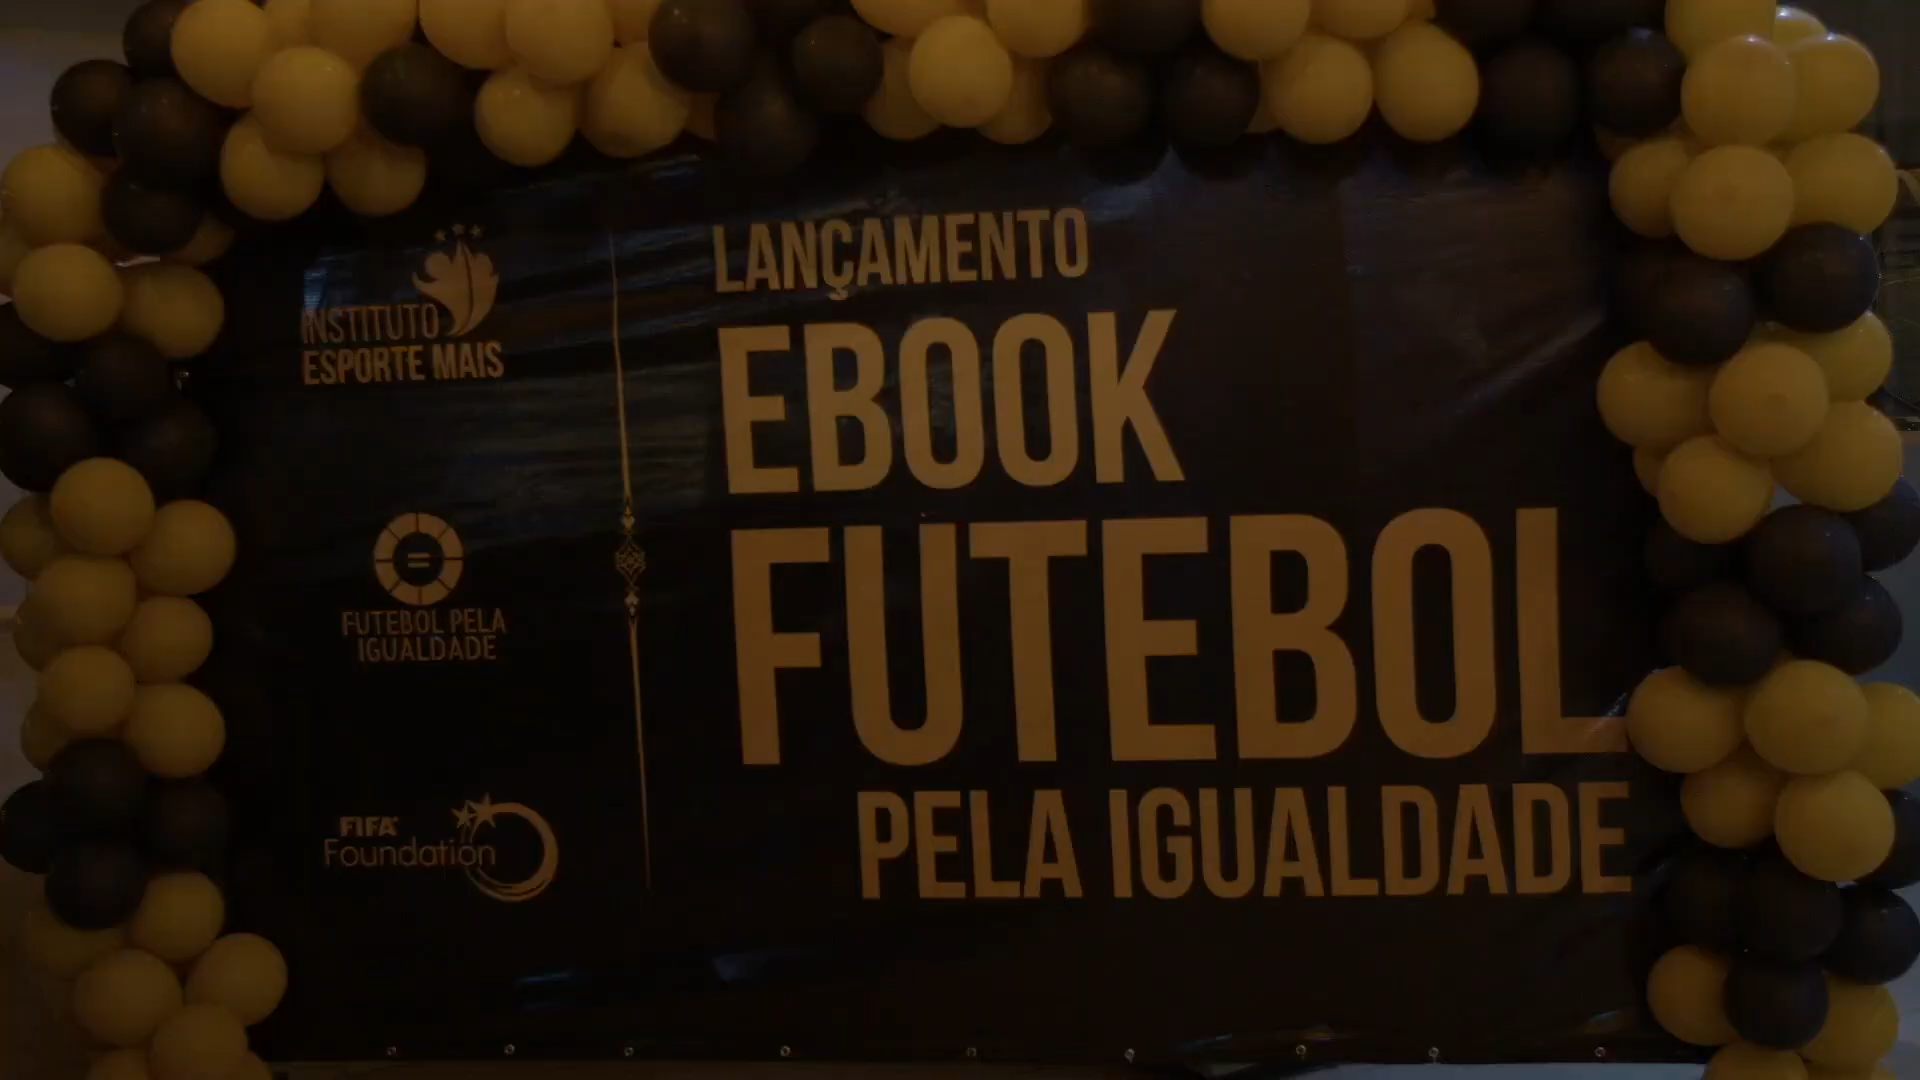 INSTITUTO
ESPORTE MAIS
=
FUTEBOL PELA
IGUALDADE
FIFA
Foundation
LANÇAMENTO
EBOOK
FUTEBOL
PELA IGUALDADE